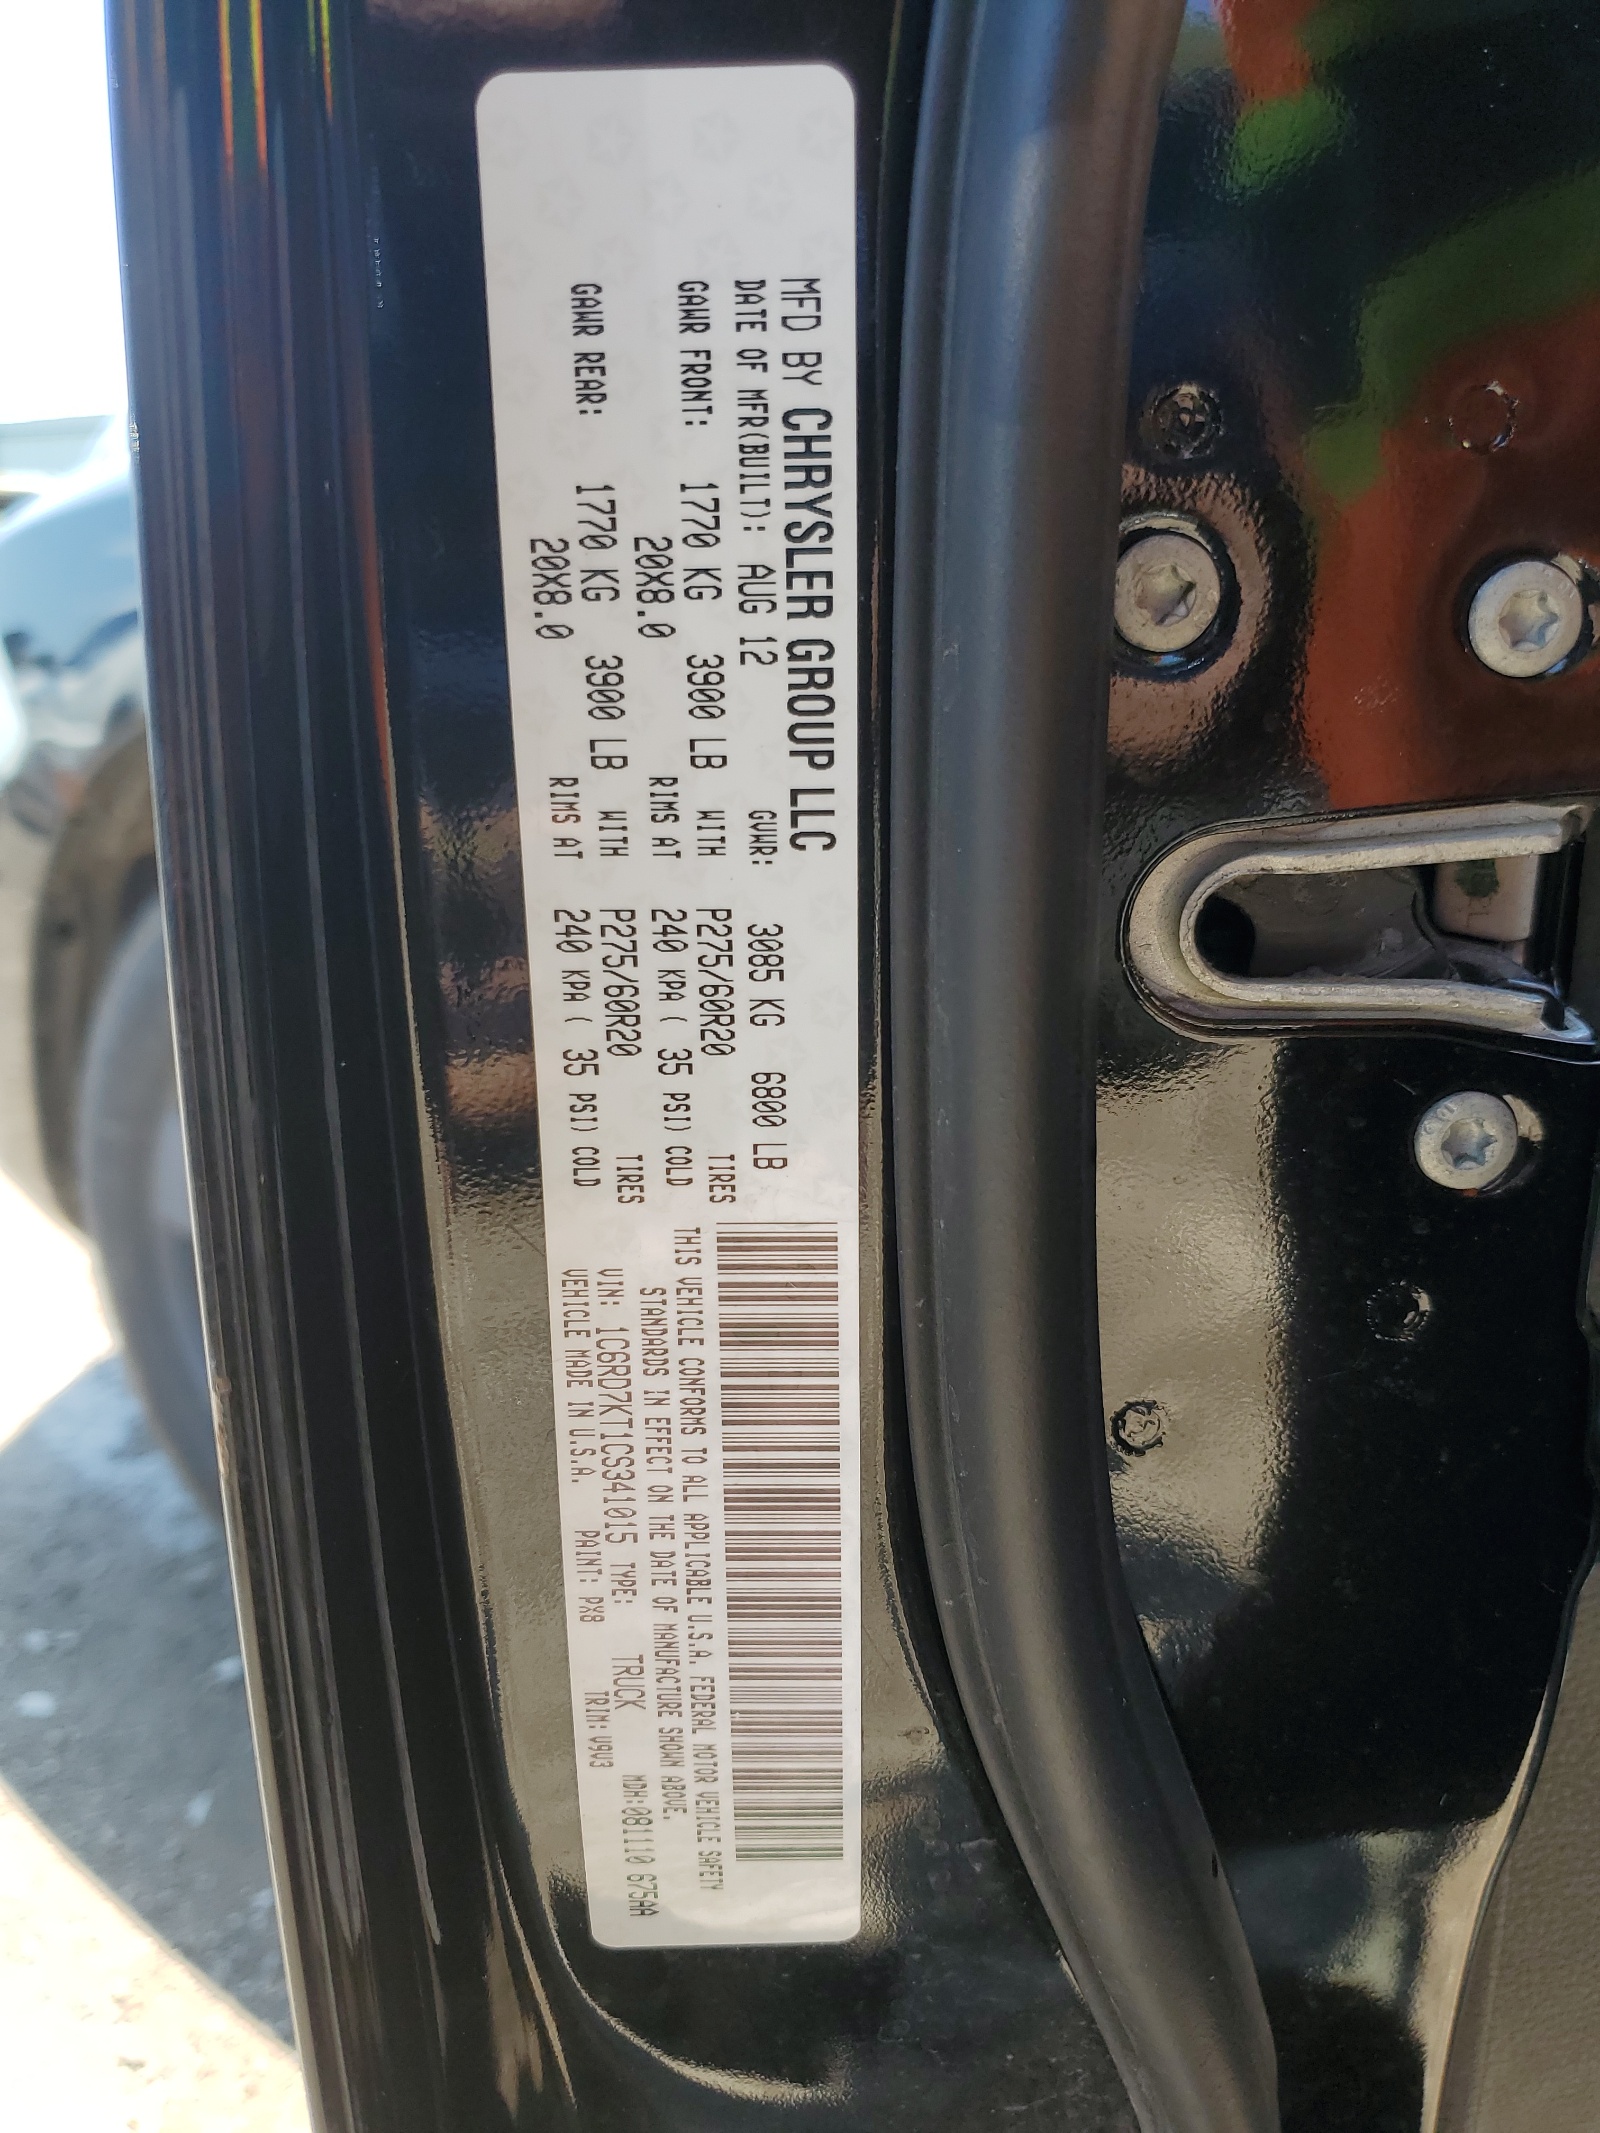 MFD BY CHRYSLER GROUP LLC
DATE OF MFR(BUILT): AUG 12 GVWR: 3085 KG 6800 LB
GAWR FRONT: 1770 KG 3900 LB WITH P275/60R20 TIRES
20X8.0 RIMS AT 240 KPA ( 35 PSI) COLD
GAWR REAR: 1770 KG 3900 LB WITH P275/60R20 TIRES
20X8.0 RIMS AT 240 KPA ( 35 PSI) COLD
THIS VEHICLE CONFORMS TO ALL APPLICABLE U.S.A. FEDERAL MOTOR VEHICLE SAFETY
STANDARDS IN EFFECT ON THE DATE OF MANUFACTURE SHOWN ABOVE.
VIN: 1C6RD7KT1CS341015 TYPE: TRUCK MDH:081110 675AA
VEHICLE MADE IN U.S.A. PAINT: PX8 TRIM: V9V3